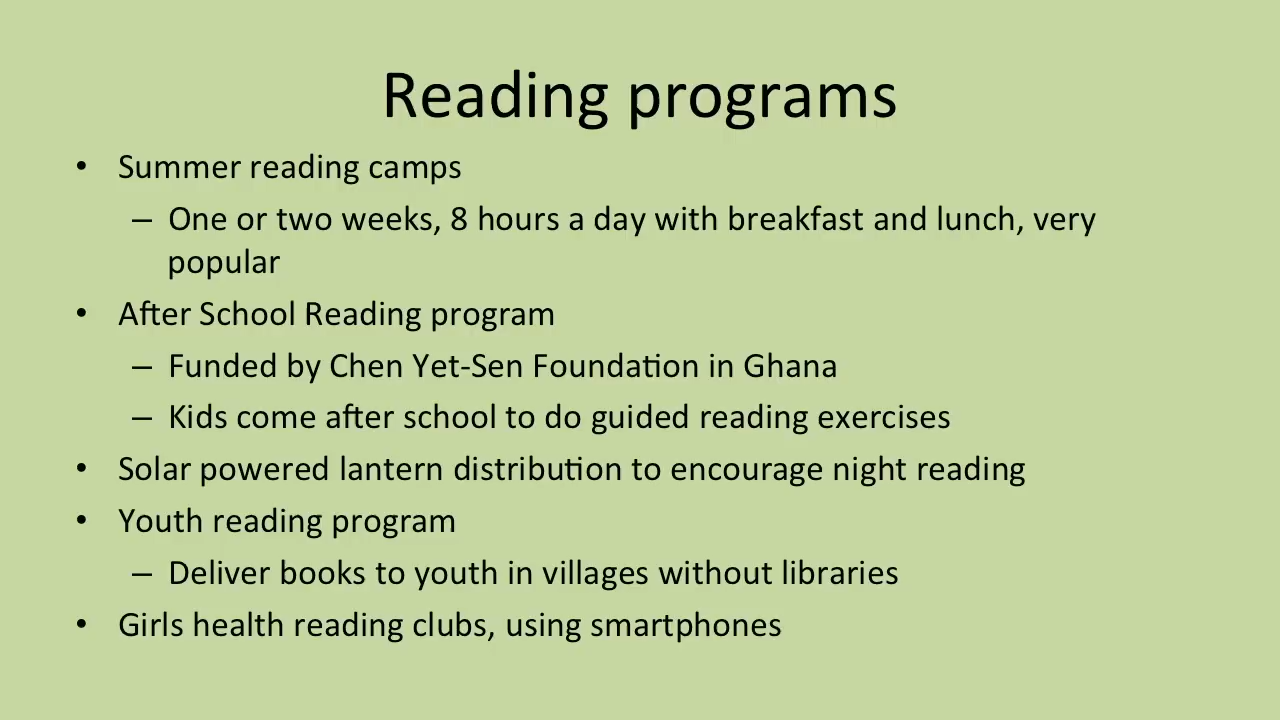 Reading programs
• Summer reading camps
– One or two weeks, 8 hours a day with breakfast and lunch, very
popular
• After School Reading program
– Funded by Chen Yet-Sen Foundation in Ghana
– Kids come after school to do guided reading exercises
• Solar powered lantern distribution to encourage night reading
• Youth reading program
– Deliver books to youth in villages without libraries
• Girls health reading clubs, using smartphones